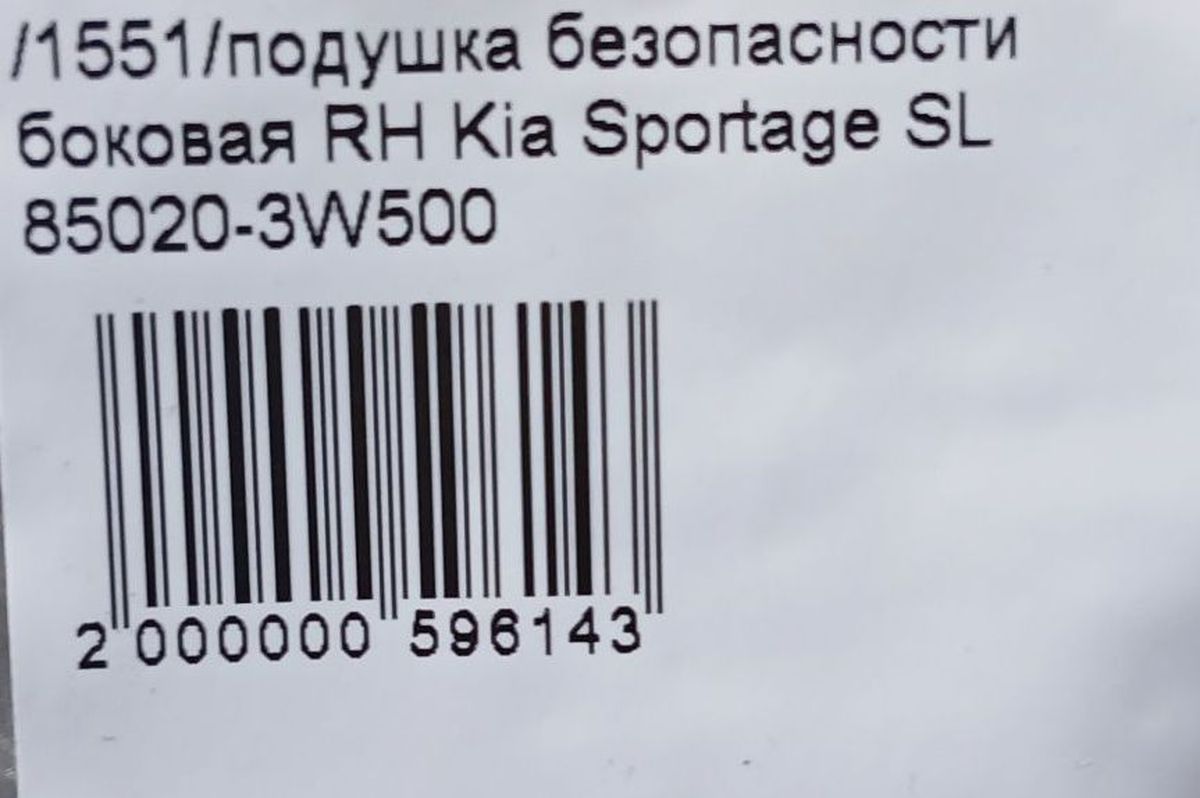 /1551/подушка безопасности
боковая RH Kia Sportage SL
85020-3W500
2 000000 596143